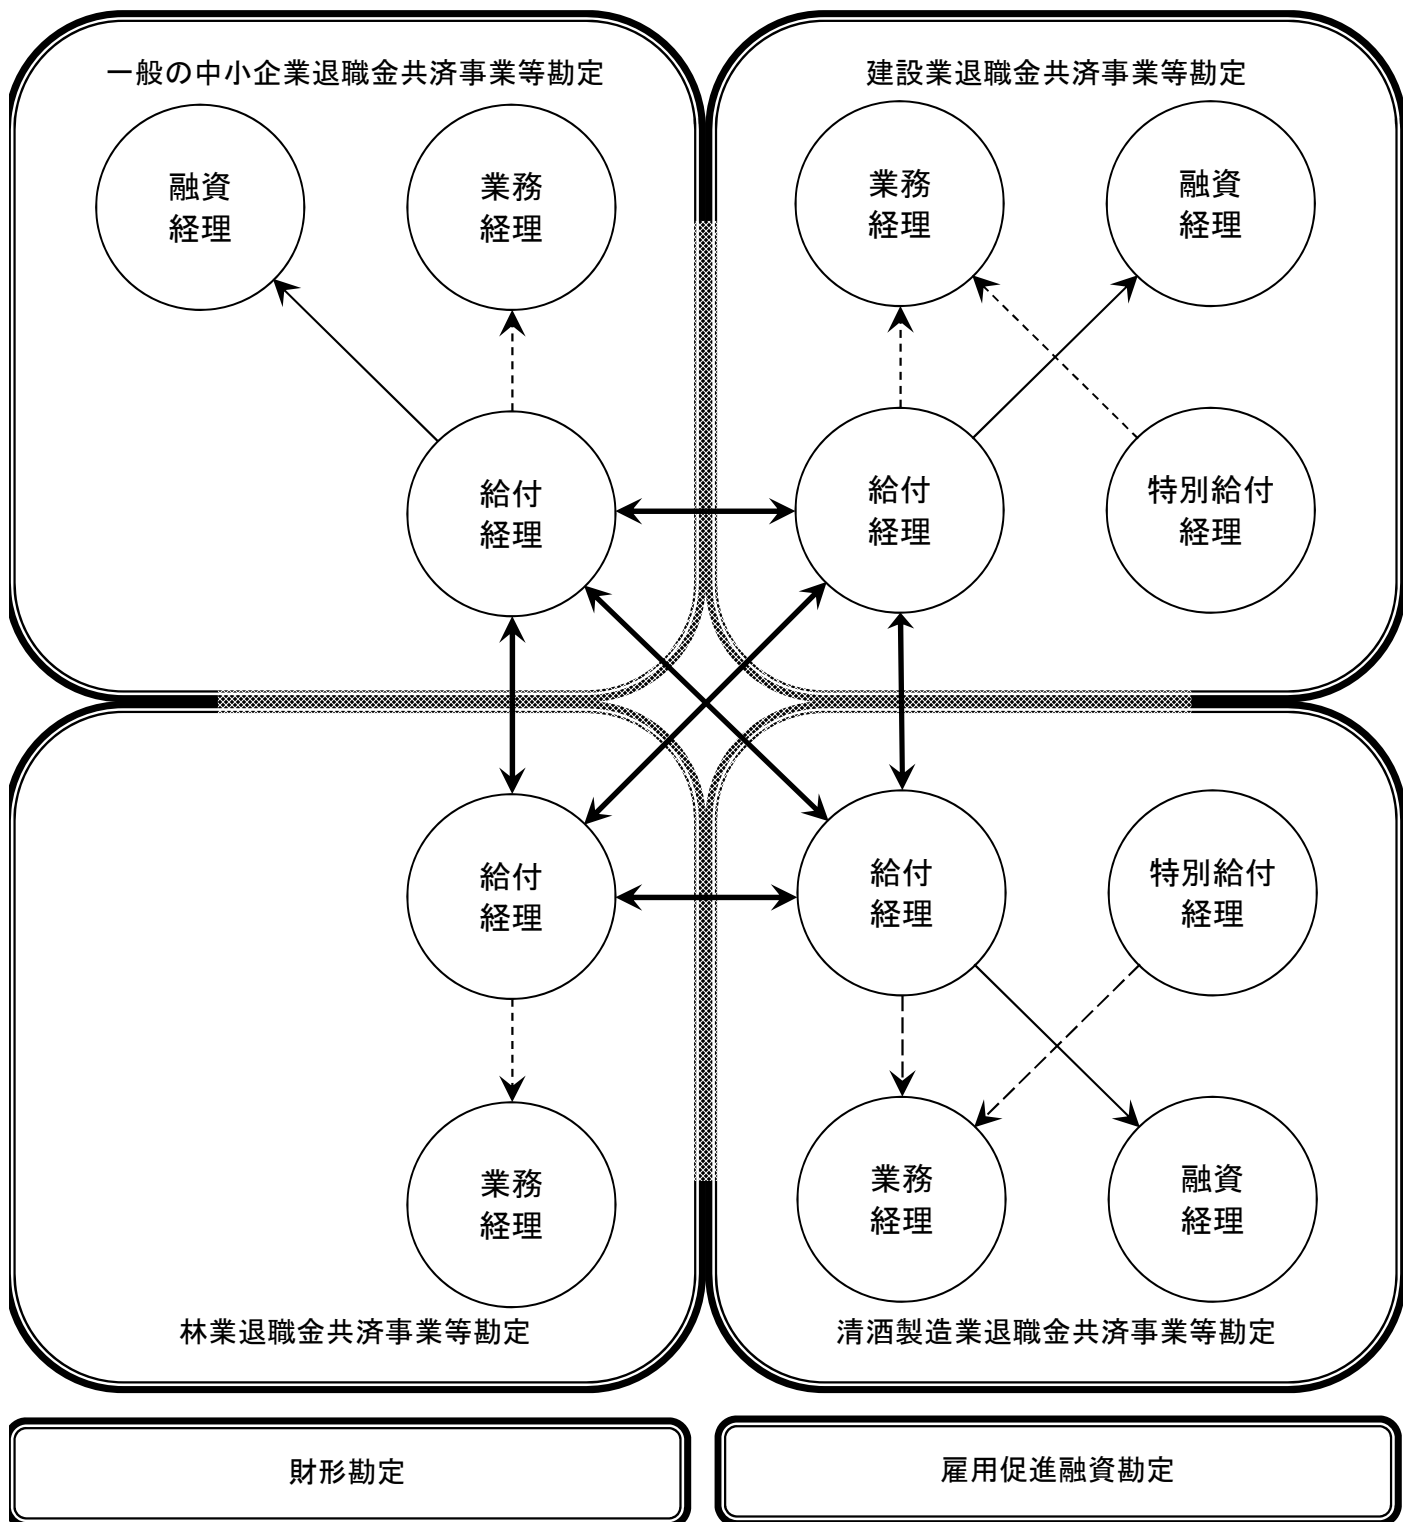 一般の中小企業退職金共済事業等勘定
融資
経理
業務
経理
給付
経理
建設業退職金共済事業等勘定
業務
経理
融資
経理
給付
経理
特別給付
経理
給付
経理
業務
経理
林業退職金共済事業等勘定
給付
経理
特別給付
経理
業務
経理
融資
経理
清酒製造業退職金共済事業等勘定
財形勘定
雇用促進融資勘定